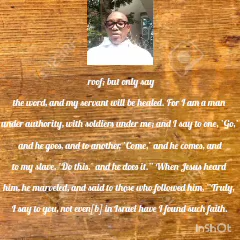 roof; but only say
the word, and my servant will be healed. For I am a man
under authority, with soldiers under me; and I say to one, "Go,"
and he goes, and to another, "Come," and he comes, and
to my slave, "Do this," and he does it." "When Jesus heard
him, he marveled, and said to those who followed him, "Truly,
I say to you, not even[b] in Israel have I found such faith.
InShOt